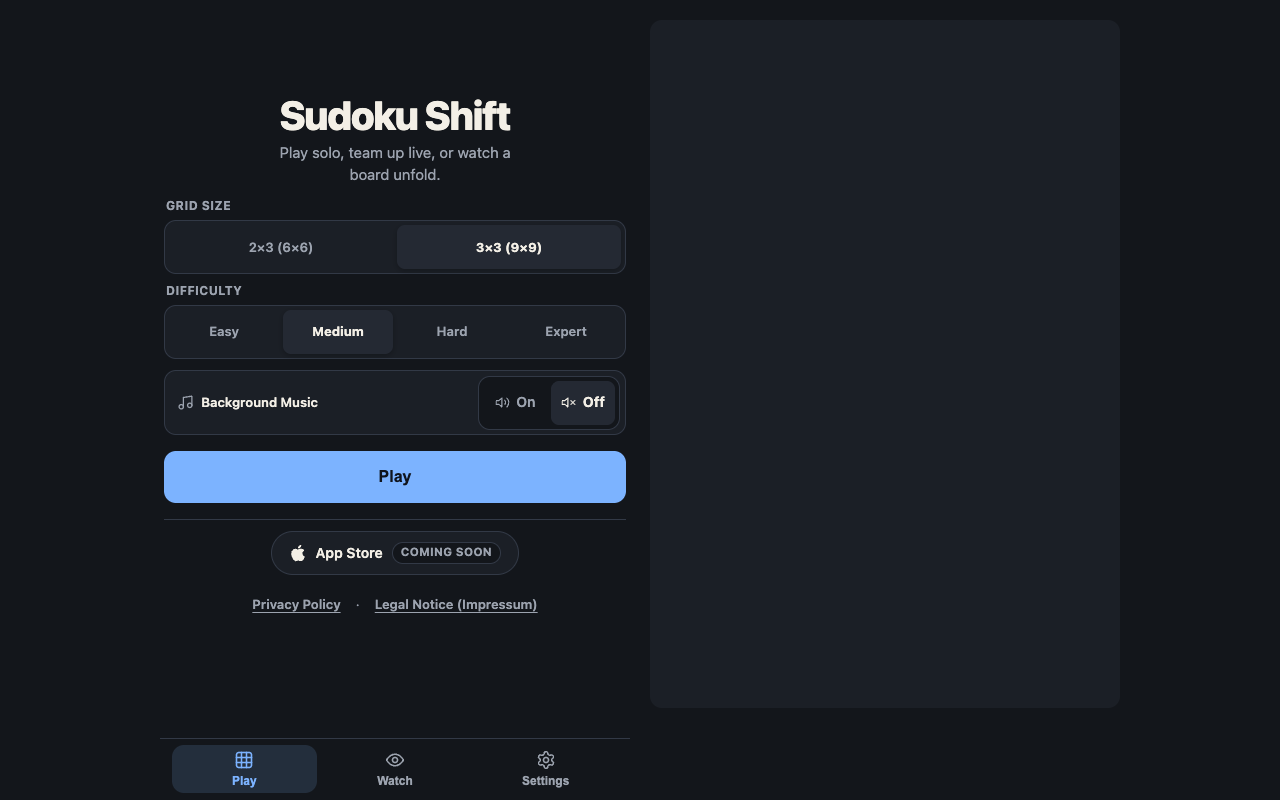 Sudoku Shift
Play solo, team up live, or watch a
board unfold.
GRID SIZE
2×3 (6×6)
3×3 (9×9)
DIFFICULTY
Easy
Medium
Hard
Expert
Background Music
On
Off
Play
App Store
COMING SOON
Privacy Policy · Legal Notice (Impressum)
Play
Watch
Settings